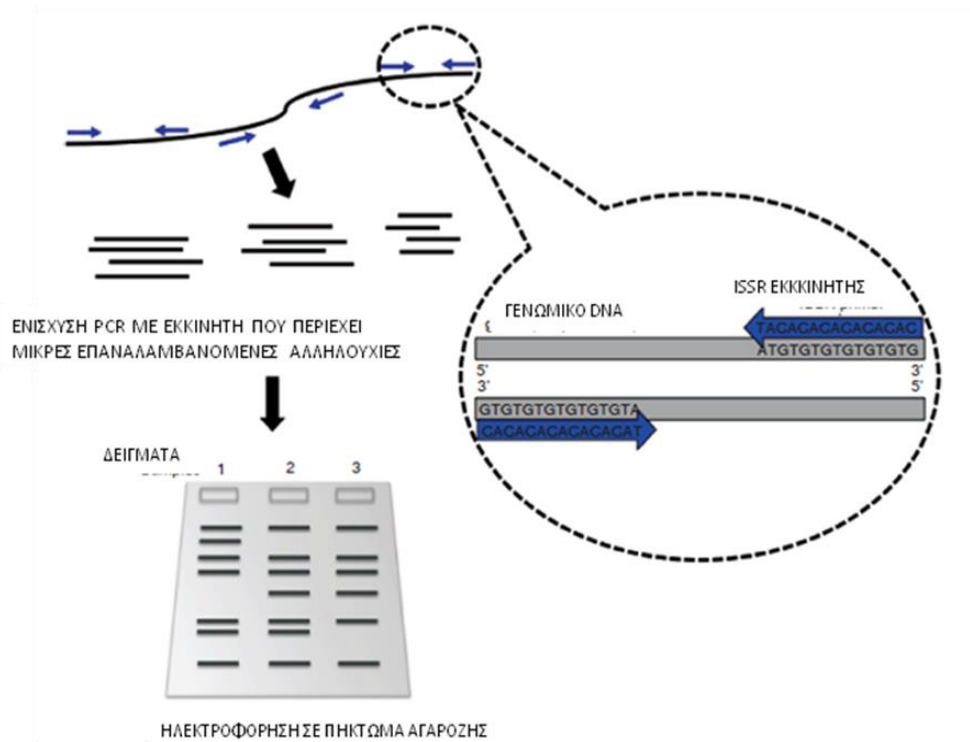 ISSR ΕΚΚΚΙΝΗΤΗΣ
ΓΕΝΩΜΙΚΟ DNA
TACACACACACACAC
ATGTGTGTGTGTGTG
5' 3'
3' 5'
GTGTGTGTGTGTGTA
CACACACACACACAT
ΕΝΙΣΧΥΣΗ PCR ΜΕ ΕΚΚΙΝΗΤΗ ΠΟΥ ΠΕΡΙΕΧΕΙ
ΜΙΚΡΕΣ ΕΠΑΝΑΛΑΜΒΑΝΟΜΕΝΕΣ ΑΛΛΗΛΟΥΧΙΕΣ
ΔΕΙΓΜΑΤΑ
1 2 3
ΗΛΕΚΤΡΟΦΟΡΗΣΗ ΣΕ ΠΗΚΤΩΜΑ ΑΓΑΡΟΖΗΣ